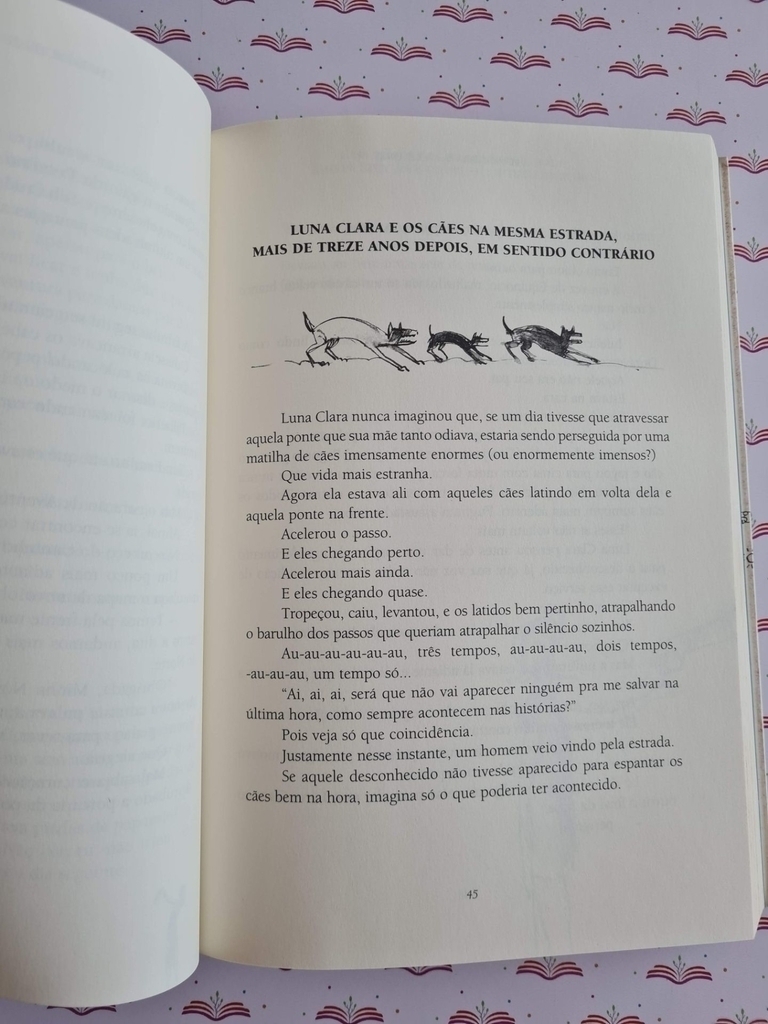 LUNA CLARA E OS CÃES NA MESMA ESTRADA,
MAIS DE TREZE ANOS DEPOIS, EM SENTIDO CONTRÁRIO
Luna Clara nunca imaginou que, se um dia tivesse que atravessar
aquela ponte que sua mãe tanto odiava, estaria sendo perseguida por uma
matilha de cães imensamente enormes (ou enormemente imensos?)
Que vida mais estranha.
Agora ela estava ali com aqueles cães latindo em volta dela e
aquela ponte na frente.
Acelerou o passo.
E eles chegando perto.
Acelerou mais ainda.
E eles chegando quase.
Tropeçou, caiu, levantou, e os latidos bem pertinho, atrapalhando
o barulho dos passos que queriam atrapalhar o silêncio sozinhos.
Au-au-au-au-au-au, três tempos, au-au-au-au, dois tempos,
-au-au-au, um tempo só...
“Ai, ai, ai, será que não vai aparecer ninguém pra me salvar na
última hora, como sempre acontecem nas histórias?”
Pois veja só que coincidência.
Justamente nesse instante, um homem veio vindo pela estrada.
Se aquele desconhecido não tivesse aparecido para espantar os
cães bem na hora, imagina só o que poderia ter acontecido.
45